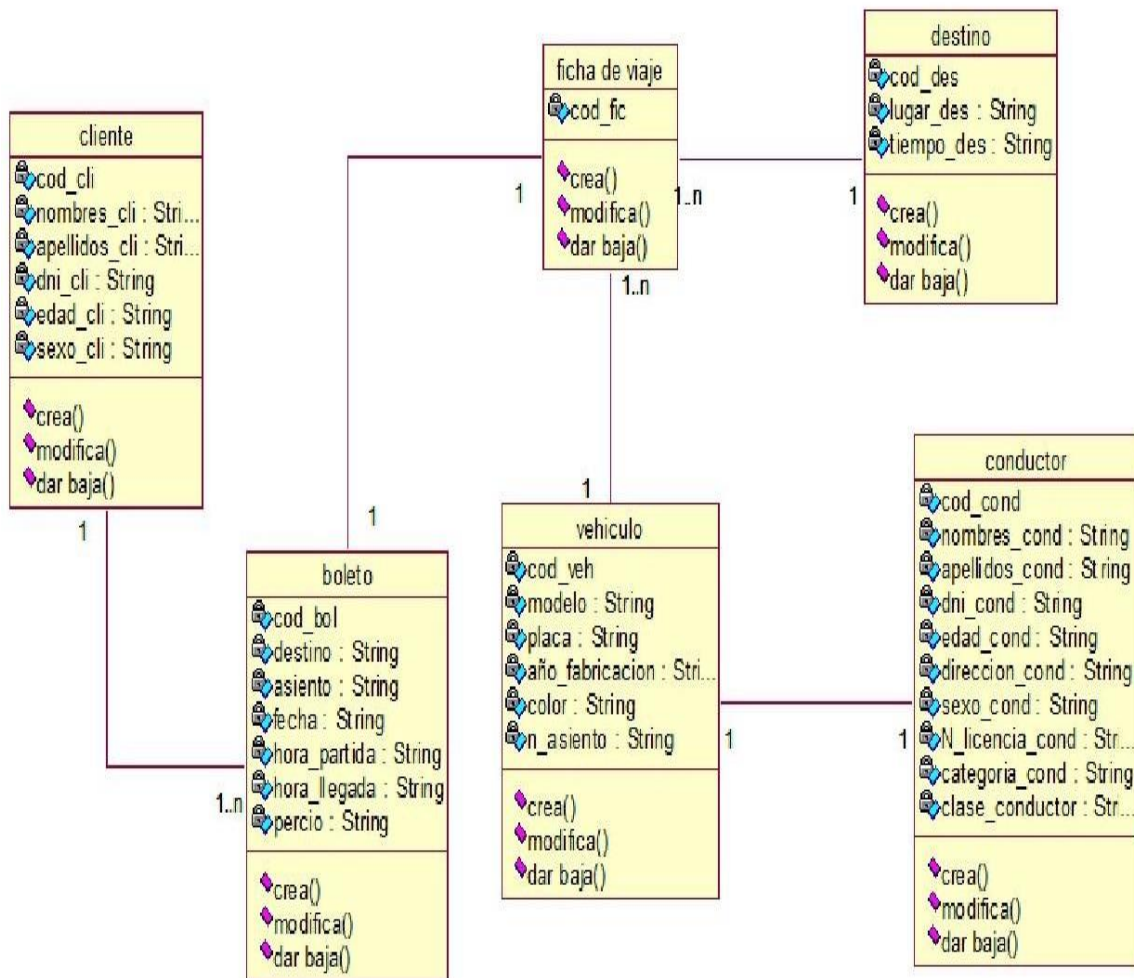 cliente
cod_cli
nombres_cli : Stri...
apellidos_cli : Stri...
dni_cli : String
edad_cli : String
sexo_cli : String
crea()
modifica()
dar baja()
1
1..n
ficha de viaje
cod_fic
crea()
modifica()
dar baja()
1
1
1..n
1
1..n
1
destino
cod_des
lugar_des : String
tiempo_des : String
crea()
modifica()
dar baja()
boleto
cod_bol
destino : String
asiento : String
fecha : String
hora_partida : String
hora_llegada : String
percio : String
crea()
modifica()
dar baja()
vehiculo
cod_veh
modelo : String
placa : String
año_fabricacion : Stri...
color : String
n_asiento : String
crea()
modifica()
dar baja()
1
1
conductor
cod_cond
nombres_cond : String
apellidos_cond : String
dni_cond : String
edad_cond : String
direccion_cond : String
sexo_cond : String
N_licencia_cond : Str...
categoria_cond : String
clase_conductor : Str...
crea()
modifica()
dar baja()